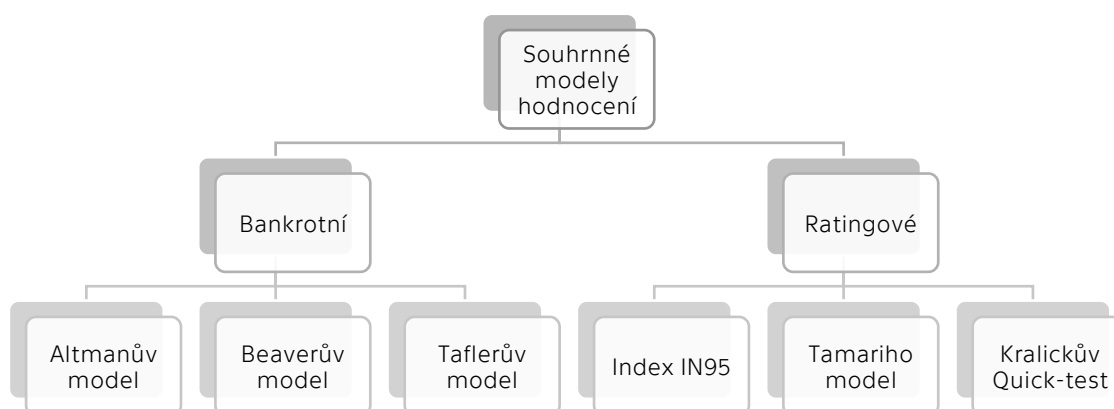 Souhrnné
modely
hodnocení
Bankrotní
Ratingové
Altmanův
model
Beaverův
model
Taflerův
model
Index IN95
Tamariho
model
Kralickův
Quick-test